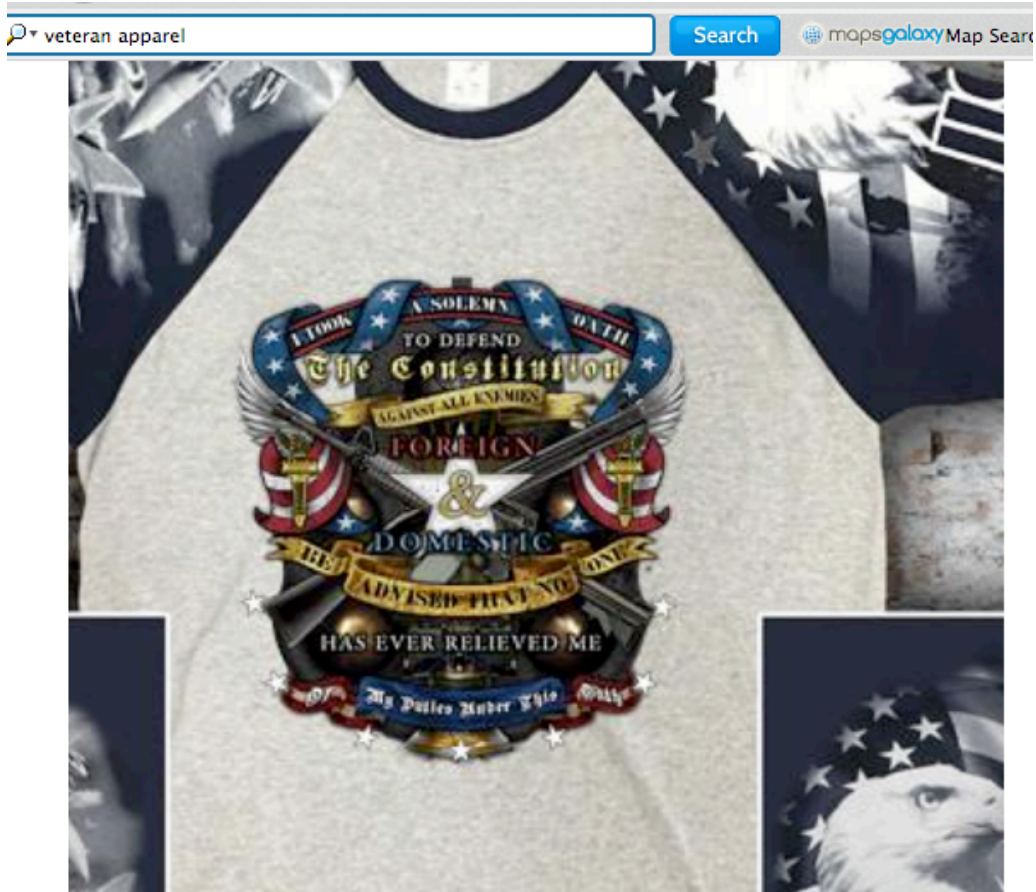 veteran apparel
Search
mapsgalaxy Map Searc
I TOOK A SOLEMN OATH
TO DEFEND
The Constitution
AGAINST ALL ENEMIES
FOREIGN
&
DOMESTIC
BE ADVISED THAT NO ONE
HAS EVER RELIEVED ME
Of My Duties Under This Oath